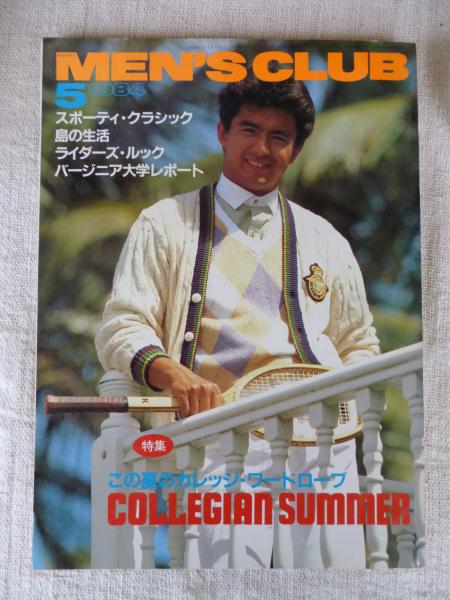 MEN'S CLUB
5 1984
スポーティ・クラシック
島の生活
ライダーズ・ルック
バージニア大学レポート
K
特集
この夏のカレッジ・ワードローブ
COLLEGIAN SUMMER